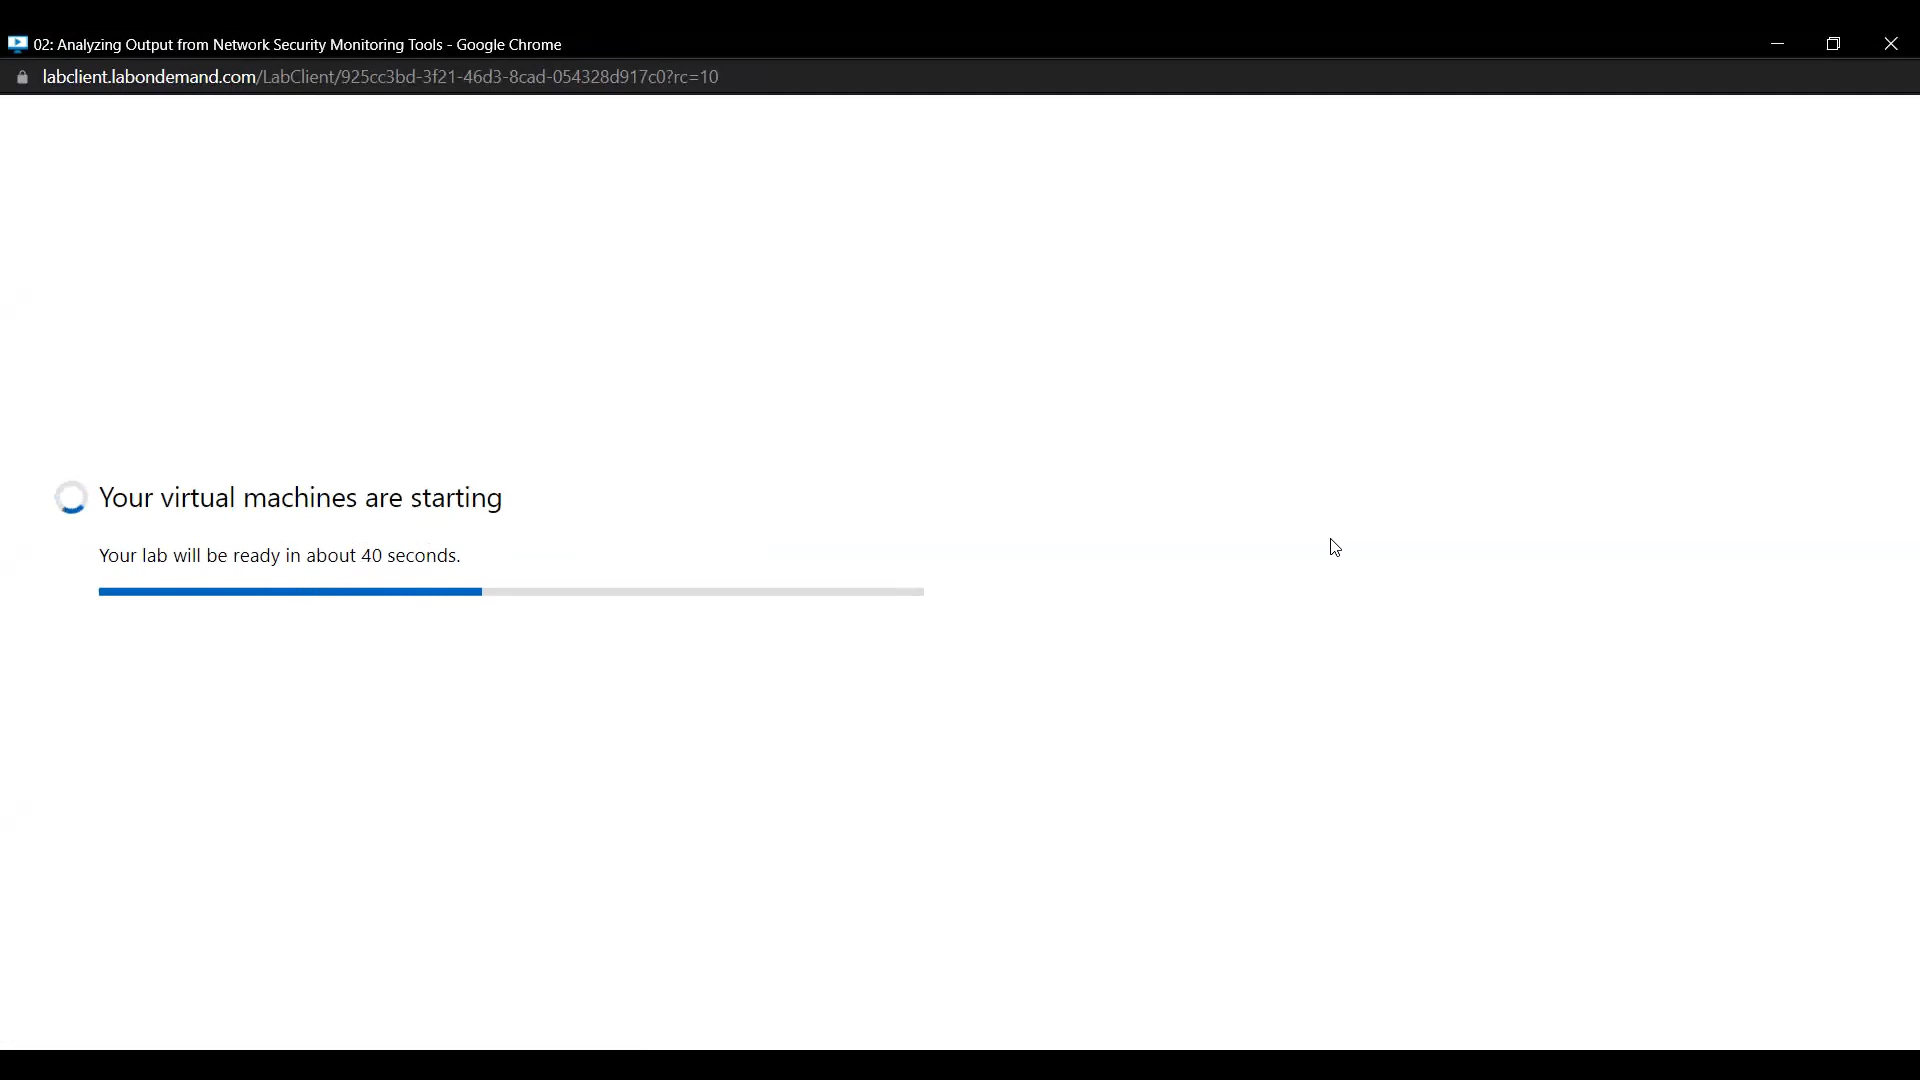 02: Analyzing Output from Network Security Monitoring Tools - Google Chrome
labclient.labondemand.com/LabClient/925cc3bd-3f21-46d3-8cad-054328d917c0?rc=10
Your virtual machines are starting
Your lab will be ready in about 40 seconds.